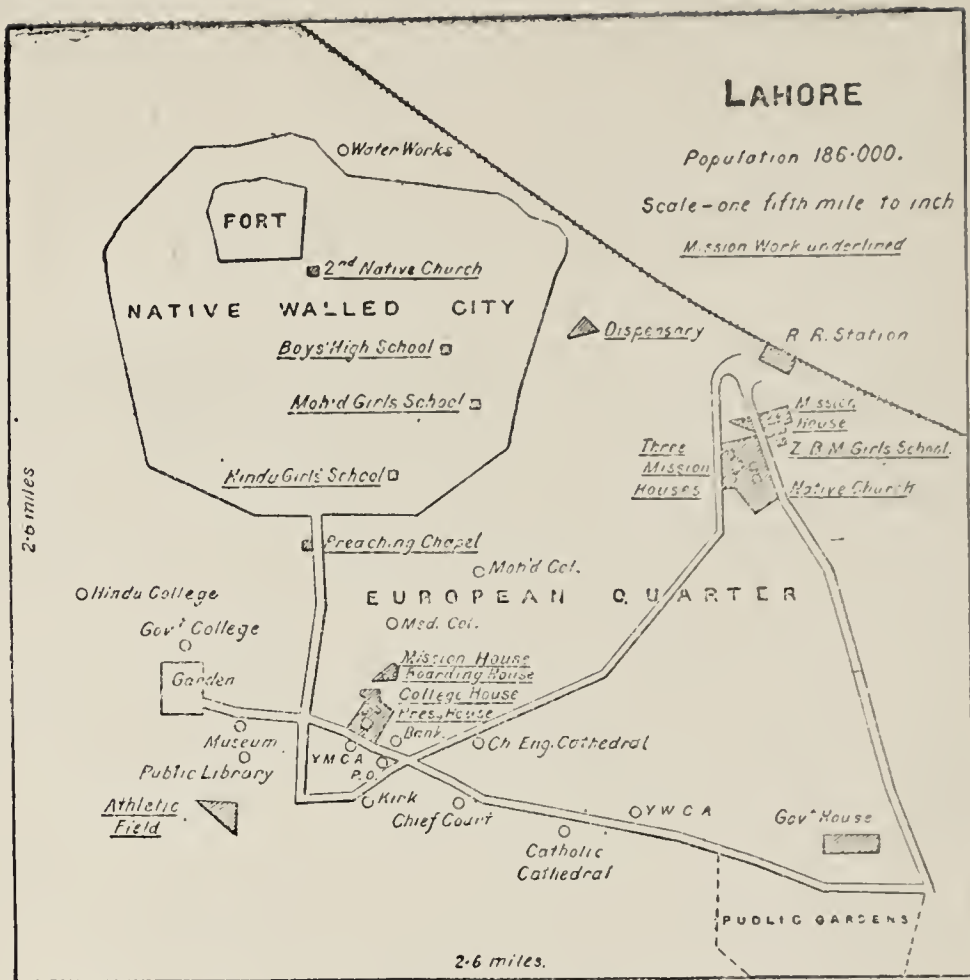 LAHORE
Population 186·000.
Scale-one fifth mile to inch
Mission Work underlined
Water Works
FORT
2nd Native Church
NATIVE WALLED CITY
Boys' High School
Moh'd Girls School
Hindu Girls' School
Dispensary
R. R. Station
Mission
House
Z. B. M Girls School.
Three
Mission
Houses
Native Church
2·6 miles
Preaching Chapel
Moh'd Col.
Hindu College
EUROPEAN QUARTER
Gov't College
Med. Col.
Garden
Mission House
Boarding House
College House
Press House
Bank.
Museum
Public Library
YMCA
P.O.
Ch Eng. Cathedral
Athletic
Field
Kirk
Chief Court
YWCA
Catholic
Cathedral
Gov't House
PUBLIC GARDENS
2·6 miles.